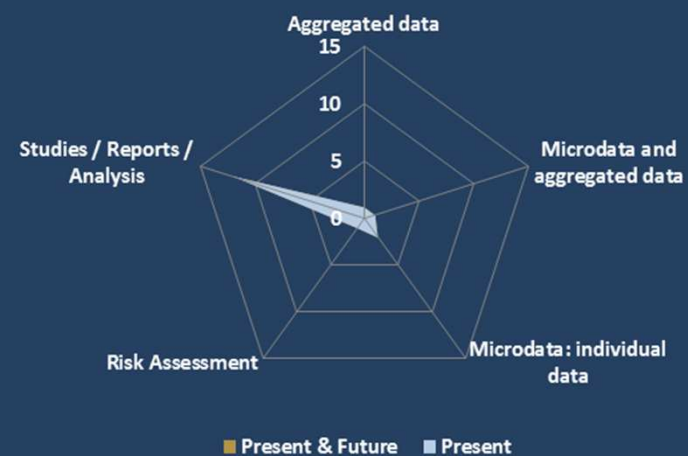 Aggregated data
15
10
Studies / Reports /
Analysis
Microdata and
aggregated data
5
0
Risk Assessment
Microdata: individual
data
Present & Future
Present